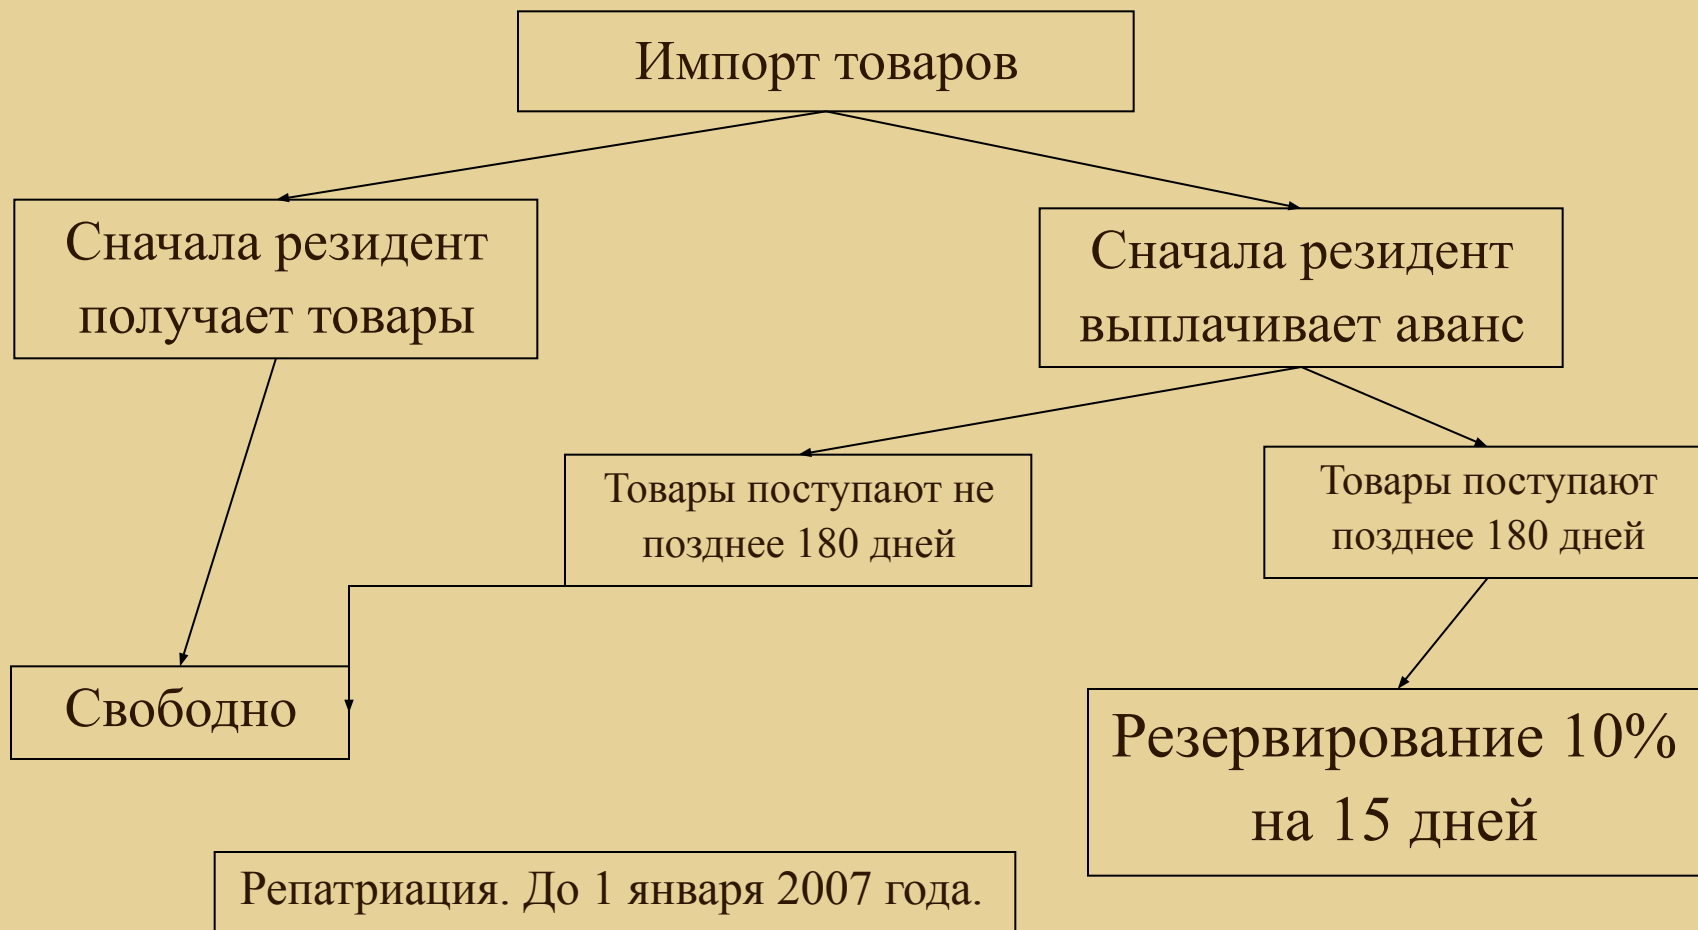 Импорт товаров
Сначала резидент
получает товары
Сначала резидент
выплачивает аванс
Товары поступают не
позднее 180 дней
Товары поступают
позднее 180 дней
Свободно
Резервирование 10%
на 15 дней
Репатриация. До 1 января 2007 года.